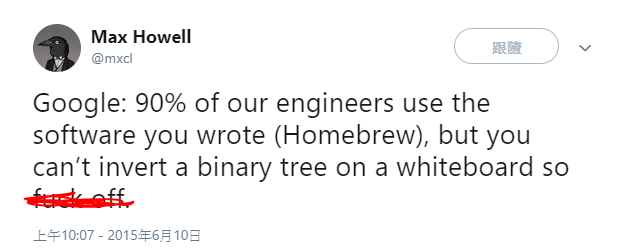 Max Howell
@mxcl
跟隨
Google: 90% of our engineers use the
software you wrote (Homebrew), but you
can't invert a binary tree on a whiteboard so
fuck off.
上午10:07 - 2015年6月10日